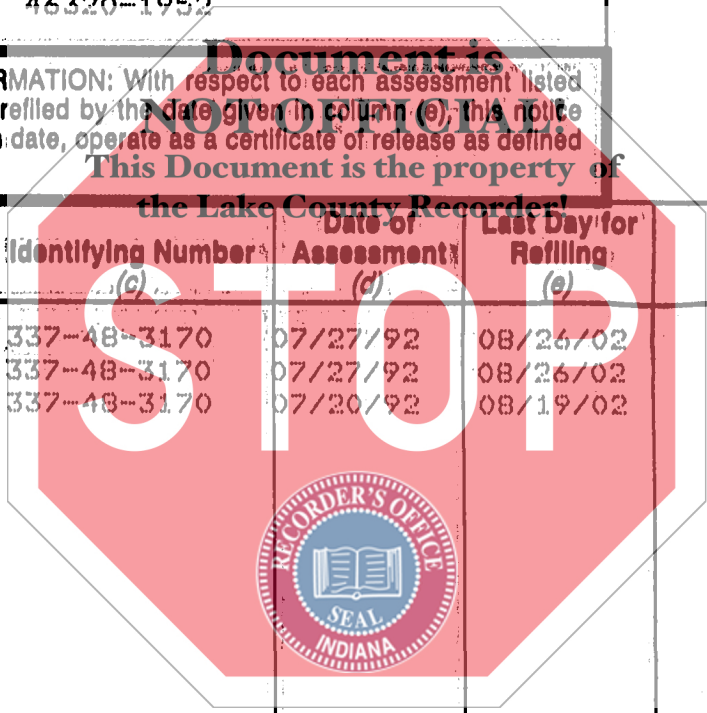 46320-1952
Document is
RMATION: With respect to each assessment listed
refiled by the date given in column (e), this notice
NOT OFFICIAL!
date, operate as a certificate of release as defined
This Document is the property of
the Lake County Recorder!
Identifying Number
(c)
Date of
Assessment
(d)
Last Day for
Refiling
(e)
337-48-3170 07/27/92 08/26/02
337-48-3170 07/27/92 08/26/02
337-48-3170 07/20/92 08/19/02
STOP
RECORDER'S OFFICE
SEAL
INDIANA